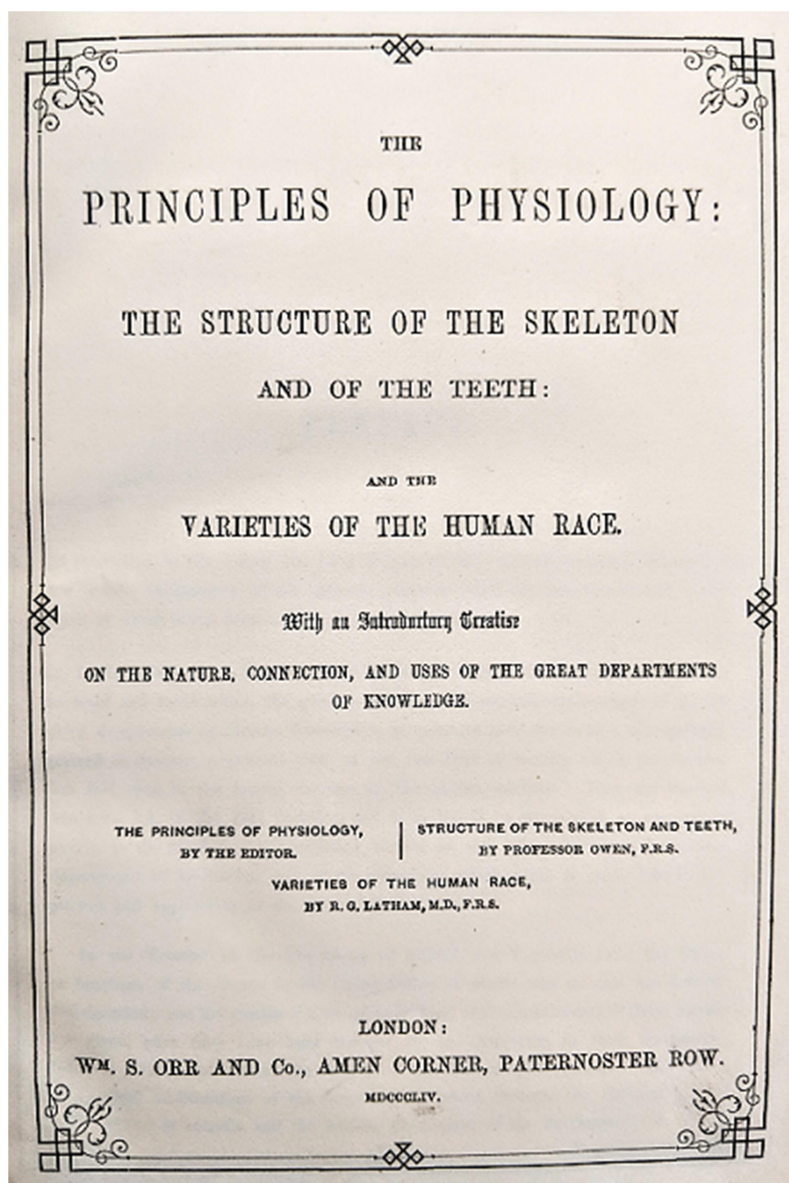 THE
PRINCIPLES OF PHYSIOLOGY:
THE STRUCTURE OF THE SKELETON
AND OF THE TEETH:
AND THE
VARIETIES OF THE HUMAN RACE.
With an Introductory Treatise
ON THE NATURE, CONNECTION, AND USES OF THE GREAT DEPARTMENTS
OF KNOWLEDGE.
THE PRINCIPLES OF PHYSIOLOGY,
BY THE EDITOR.
STRUCTURE OF THE SKELETON AND TEETH,
BY PROFESSOR OWEN, F.R.S.
VARIETIES OF THE HUMAN RACE,
BY R. G. LATHAM, M.D., F.R.S.
LONDON:
WM. S. ORR AND Co., AMEN CORNER, PATERNOSTER ROW.
MDCCCLIV.